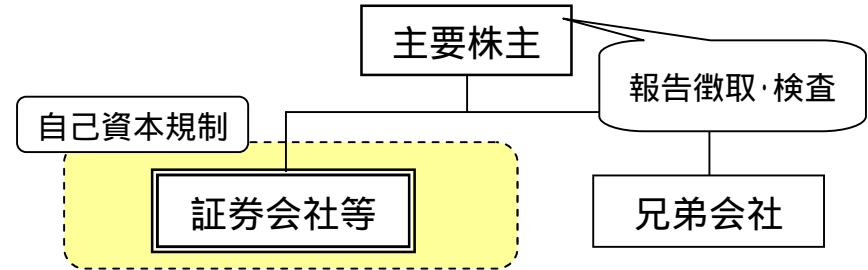 主要株主
報告徴取・検査
自己資本規制
証券会社等
兄弟会社